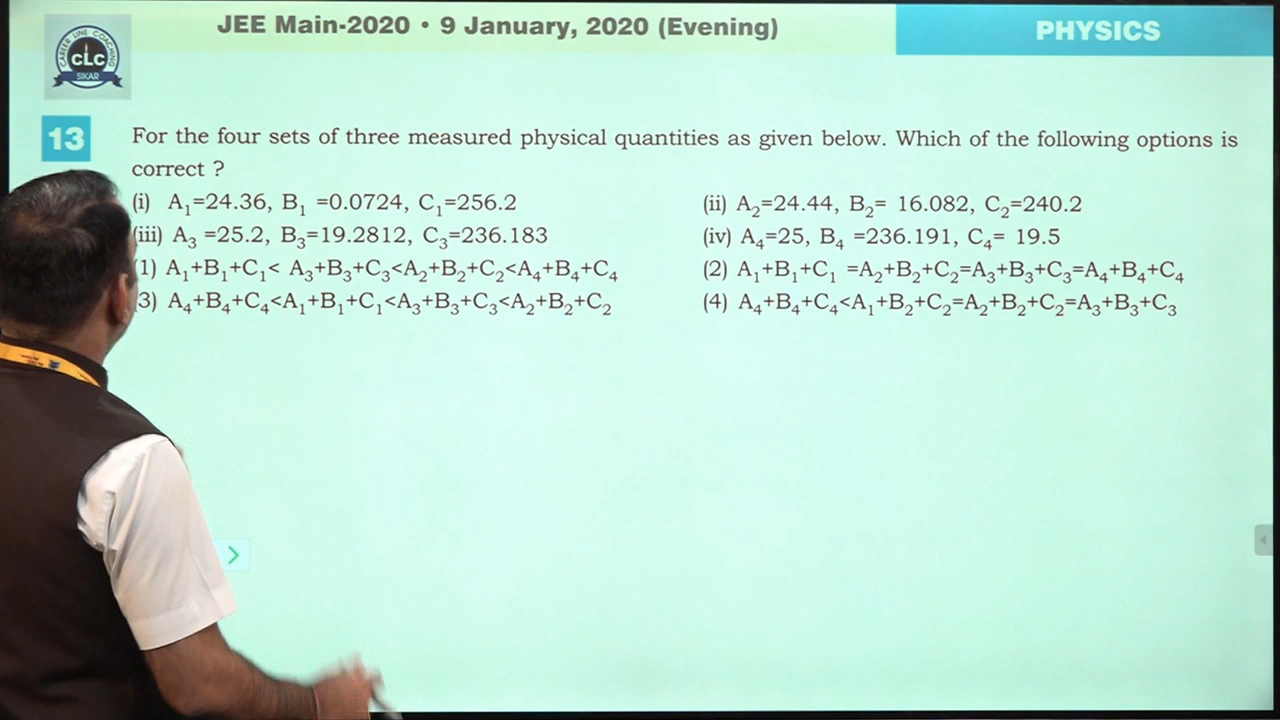 JEE Main-2020 • 9 January, 2020 (Evening)
PHYSICS
CAREER LINE COACHING
CLC
SIKAR
13
For the four sets of three measured physical quantities as given below. Which of the following options is
correct ?
(i) A₁=24.36, B₁ =0.0724, C₁=256.2
(ii) A₂=24.44, B₂= 16.082, C₂=240.2
(iii) A₃ =25.2, B₃=19.2812, C₃=236.183
(iv) A₄=25, B₄ =236.191, C₄= 19.5
1) A₁+B₁+C₁< A₃+B₃+C₃<A₂+B₂+C₂<A₄+B₄+C₄
(2) A₁+B₁+C₁ =A₂+B₂+C₂=A₃+B₃+C₃=A₄+B₄+C₄
3) A₄+B₄+C₄<A₁+B₁+C₁<A₃+B₃+C₃<A₂+B₂+C₂
(4) A₄+B₄+C₄<A₁+B₂+C₂=A₂+B₂+C₂=A₃+B₃+C₃